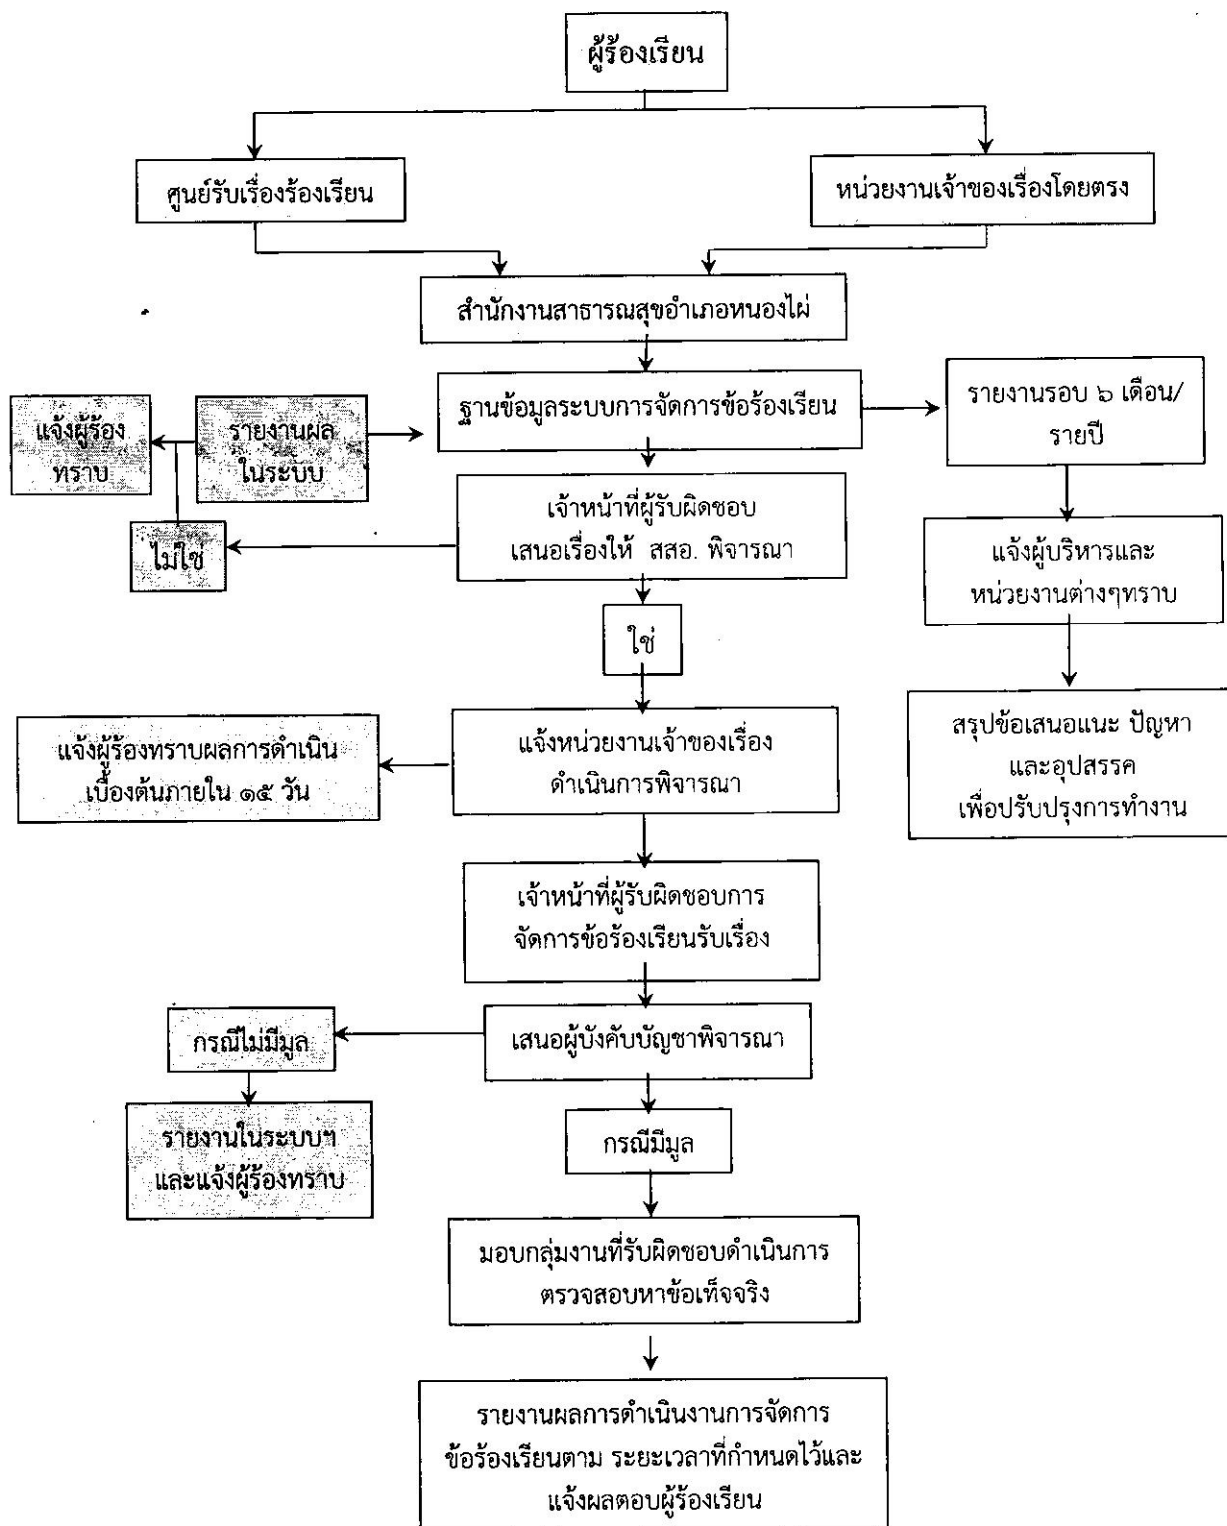 ผู้ร้องเรียน
ศูนย์รับเรื่องร้องเรียน
หน่วยงานเจ้าของเรื่องโดยตรง
สำนักงานสาธารณสุขอำเภอหนองไผ่
ฐานข้อมูลระบบการจัดการข้อร้องเรียน
รายงานรอบ ๖ เดือน/
รายปี
แจ้งผู้ร้อง
ทราบ
รายงานผล
ในระบบ
เจ้าหน้าที่ผู้รับผิดชอบ
เสนอเรื่องให้ สสอ. พิจารณา
ไม่ใช่
แจ้งผู้บริหารและ
หน่วยงานต่างๆทราบ
ใช่
แจ้งผู้ร้องทราบผลการดำเนิน
เบื้องต้นภายใน ๑๕ วัน
แจ้งหน่วยงานเจ้าของเรื่อง
ดำเนินการพิจารณา
สรุปข้อเสนอแนะ ปัญหา
และอุปสรรค
เพื่อปรับปรุงการทำงาน
เจ้าหน้าที่ผู้รับผิดชอบการ
จัดการข้อร้องเรียนรับเรื่อง
กรณีไม่มีมูล
เสนอผู้บังคับบัญชาพิจารณา
รายงานในระบบฯ
และแจ้งผู้ร้องทราบ
กรณีมีมูล
มอบกลุ่มงานที่รับผิดชอบดำเนินการ
ตรวจสอบหาข้อเท็จจริง
รายงานผลการดำเนินงานการจัดการ
ข้อร้องเรียนตาม ระยะเวลาที่กำหนดไว้และ
แจ้งผลตอบผู้ร้องเรียน